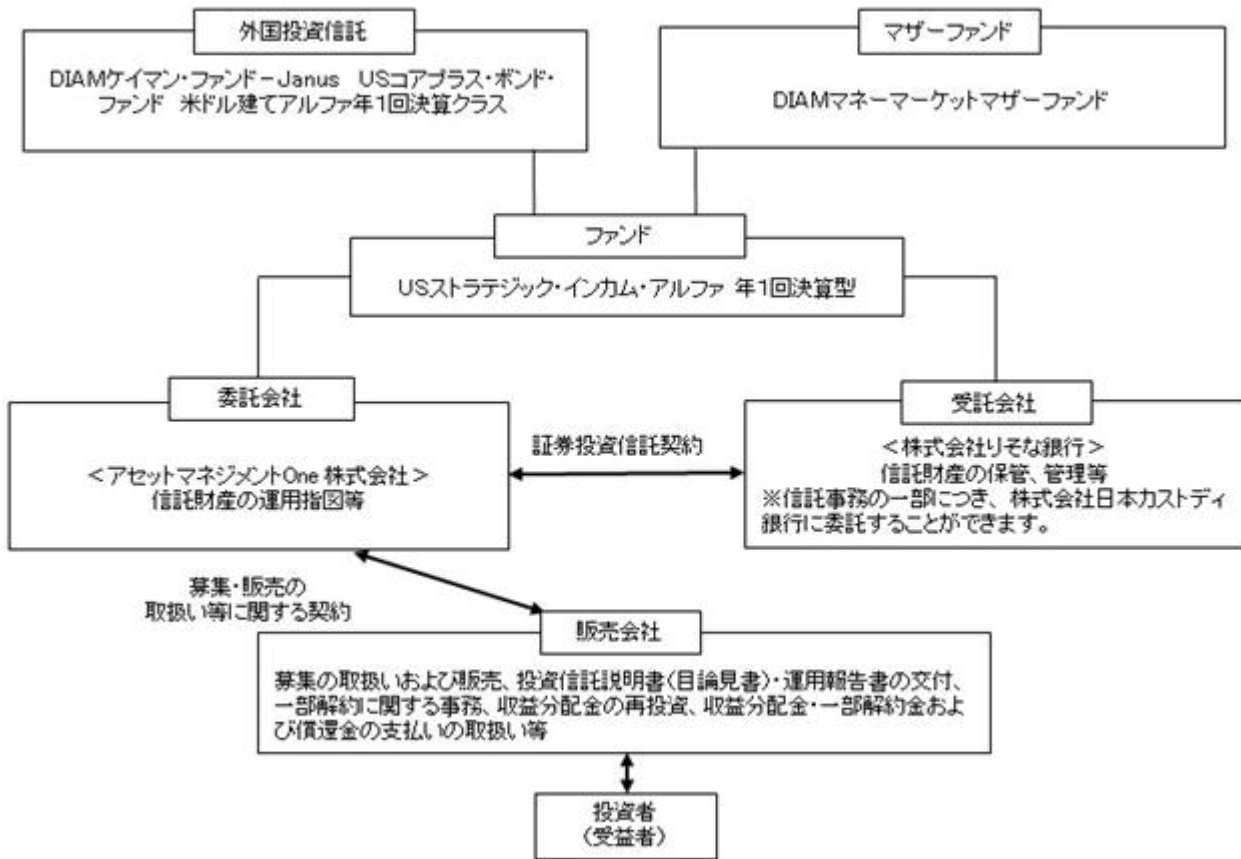 外国投資信託
DIAMケイマン・ファンド－Janus　USコアプラス・ボンド・
ファンド　米ドル建てアルファ年1回決算クラス
マザーファンド
DIAMマネーマーケットマザーファンド
ファンド
USストラテジック・インカム・アルファ 年1回決算型
委託会社
＜アセットマネジメントOne 株式会社＞
信託財産の運用指図等
証券投資信託契約
受託会社
＜株式会社りそな銀行＞
信託財産の保管、管理等
※信託事務の一部につき、株式会社日本カストディ
銀行に委託することができます。
募集・販売の
取扱い等に関する契約
販売会社
募集の取扱いおよび販売、投資信託説明書（目論見書）・運用報告書の交付、
一部解約に関する事務、収益分配金の再投資、収益分配金・一部解約金およ
び償還金の支払いの取扱い等
投資者
（受益者）